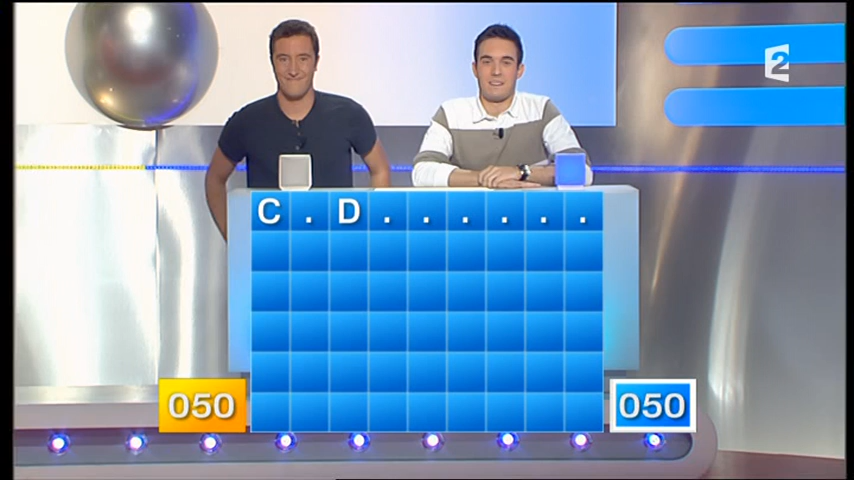 2
C . D . . . . . .
050
050